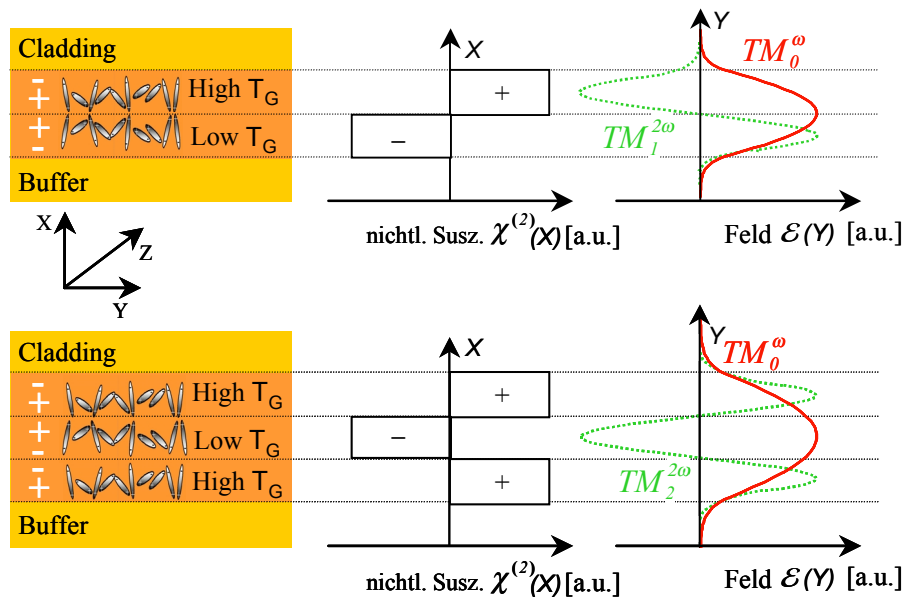 Cladding
High T_G
Low T_G
Buffer
- + + -
X
Y
Z
X
+
−
nichtl. Susz. χ^(2)(X) [a.u.]
Y
TM_0^ω
TM_1^2ω
Feld ℰ(Y) [a.u.]
Cladding
High T_G
Low T_G
High T_G
Buffer
- + + - - +
X
+
−
+
nichtl. Susz. χ^(2)(X) [a.u.]
Y
TM_0^ω
TM_2^2ω
Feld ℰ(Y) [a.u.]